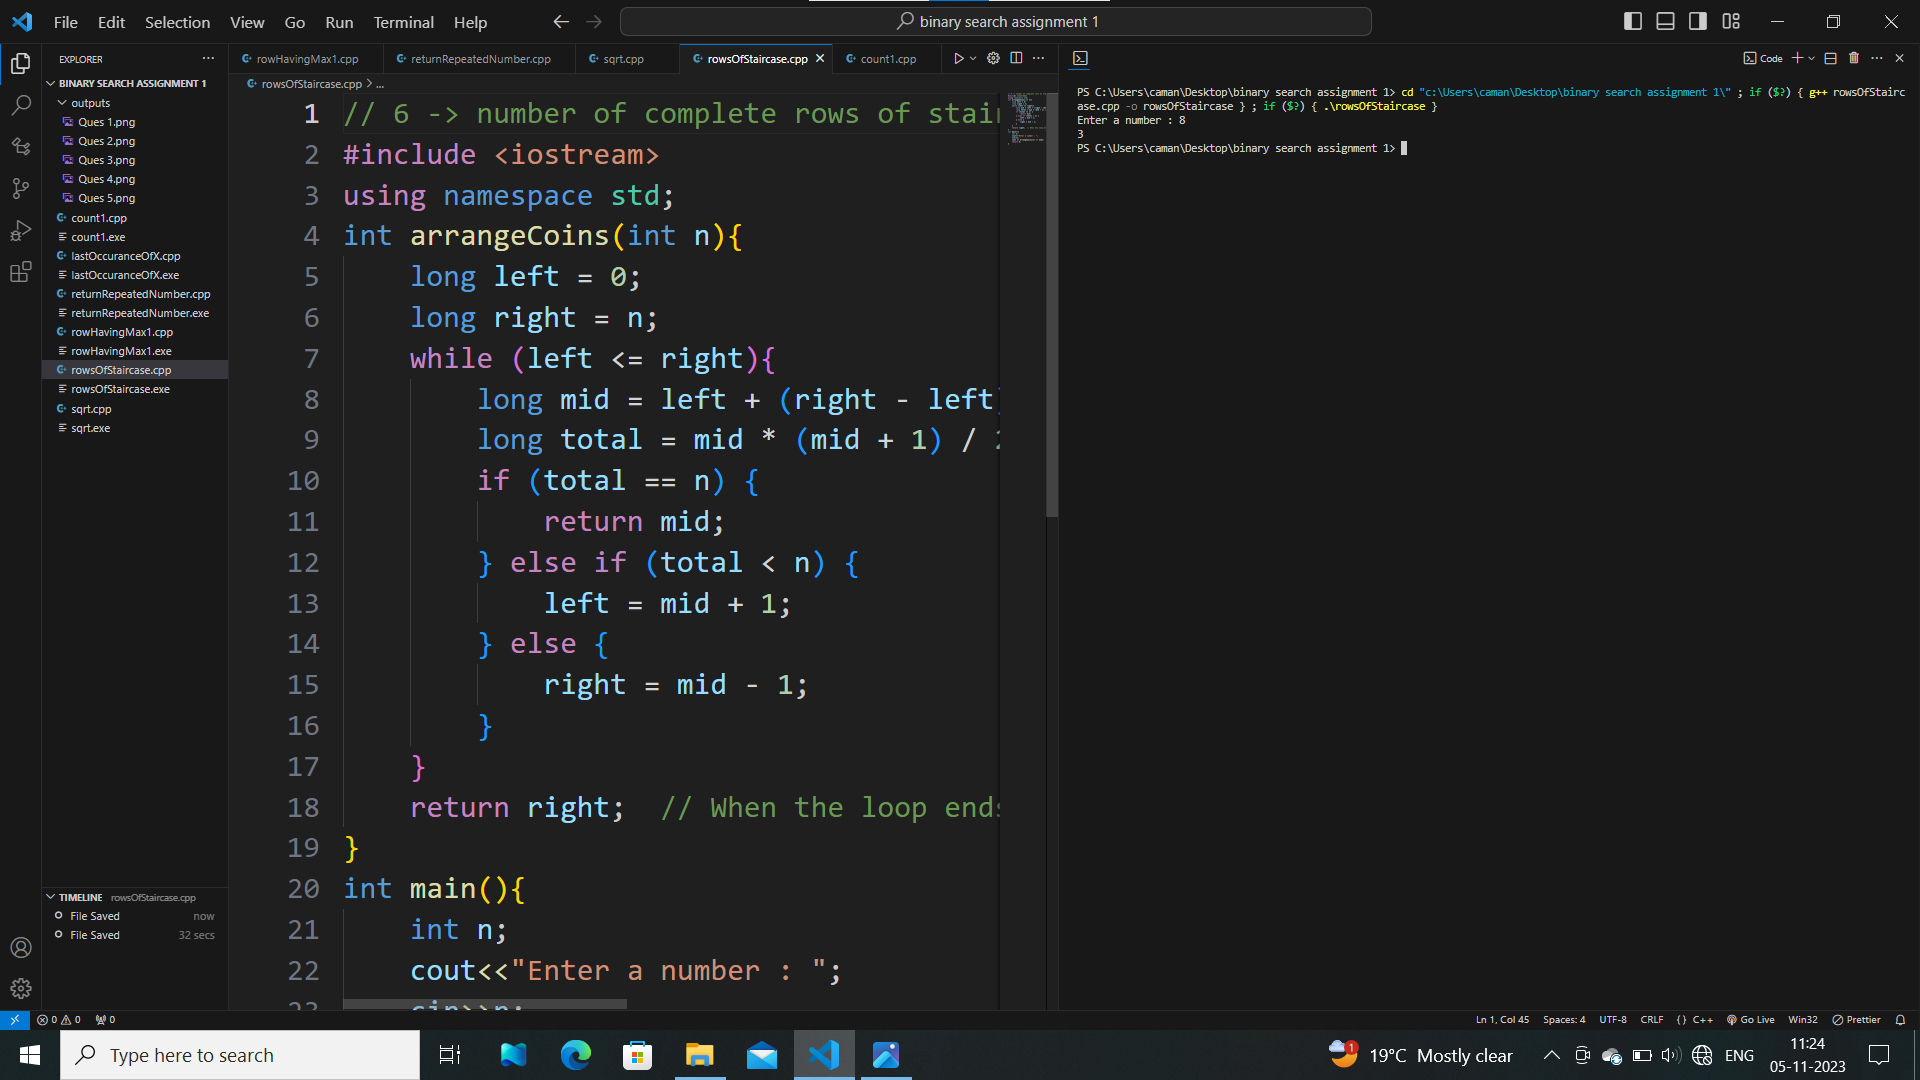 File Edit Selection View Go Run Terminal Help
binary search assignment 1
EXPLORER
BINARY SEARCH ASSIGNMENT 1
outputs
Ques 1.png
Ques 2.png
Ques 3.png
Ques 4.png
Ques 5.png
count1.cpp
count1.exe
lastOccuranceOfX.cpp
lastOccuranceOfX.exe
returnRepeatedNumber.cpp
returnRepeatedNumber.exe
rowHavingMax1.cpp
rowHavingMax1.exe
rowsOfStaircase.cpp
rowsOfStaircase.exe
sqrt.cpp
sqrt.exe
TIMELINE rowsOfStaircase.cpp
File Saved now
File Saved 32 secs
rowHavingMax1.cpp returnRepeatedNumber.cpp sqrt.cpp rowsOfStaircase.cpp count1.cpp
rowsOfStaircase.cpp > ...
1 // 6 -> number of complete rows of stair
2 #include <iostream>
3 using namespace std;
4 int arrangeCoins(int n){
5 long left = 0;
6 long right = n;
7 while (left <= right){
8 long mid = left + (right - left)
9 long total = mid * (mid + 1) / 2
10 if (total == n) {
11 return mid;
12 } else if (total < n) {
13 left = mid + 1;
14 } else {
15 right = mid - 1;
16 }
17 }
18 return right; // When the loop ends
19 }
20 int main(){
21 int n;
22 cout<<"Enter a number : ";
23 cin>>n;
Code
PS C:\Users\caman\Desktop\binary search assignment 1> cd "c:\Users\caman\Desktop\binary search assignment 1\" ; if ($?) { g++ rowsOfStairc
ase.cpp -o rowsOfStaircase } ; if ($?) { .\rowsOfStaircase }
Enter a number : 8
3
PS C:\Users\caman\Desktop\binary search assignment 1>
0 0 0
Ln 1, Col 45 Spaces: 4 UTF-8 CRLF {} C++ Go Live Win32 Prettier
Type here to search
1 19°C Mostly clear ENG
11:24
05-11-2023